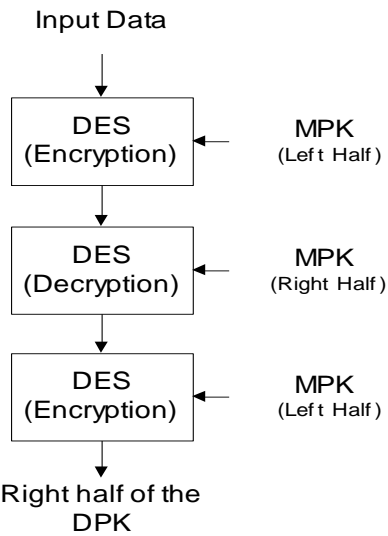 Input Data
DES
(Encryption)
MPK
(Left Half)
DES
(Decryption)
MPK
(Right Half)
DES
(Encryption)
MPK
(Left Half)
Right half of the
DPK